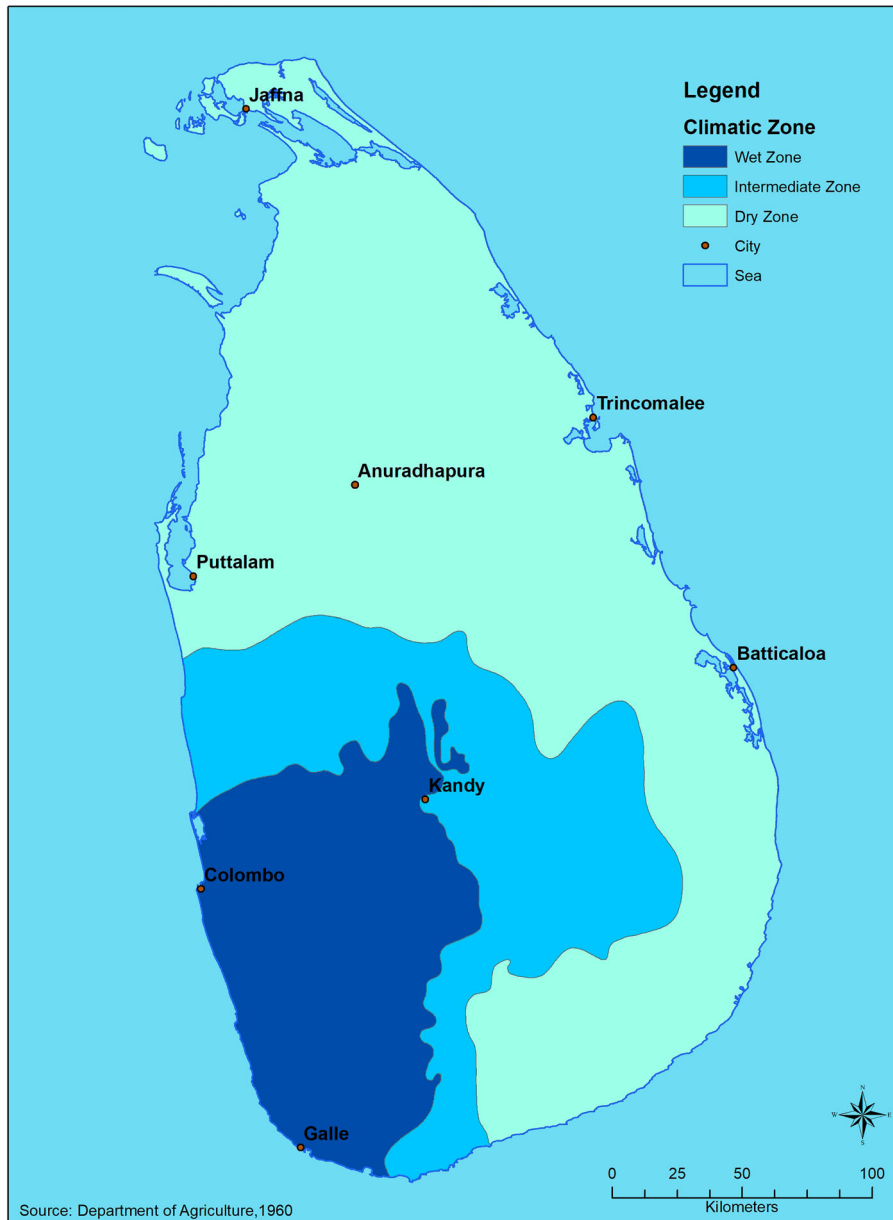 Jaffna
Legend
Climatic Zone
Wet Zone
Intermediate Zone
Dry Zone
City
Sea
Trincomalee
Anuradhapura
Puttalam
Batticaloa
Kandy
Colombo
Galle
N
W E
S
0 25 50 100
Kilometers
Source: Department of Agriculture,1960